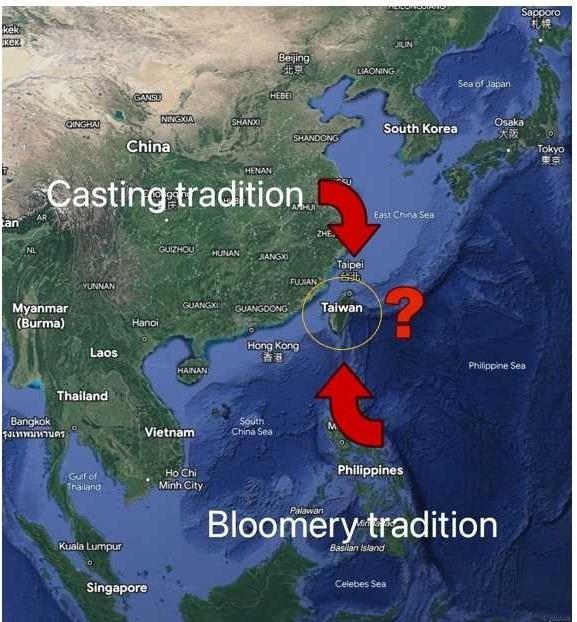 HEILONGJIANG
Sapporo
札幌
JILIN
Beijing
北京
LIAONING
Sea of Japan
HEBEI
GANSU
NINGXIA
SHANXI
QINGHAI
SHANDONG
South Korea
Osaka
大阪
China
Tokyo
東京
HENAN
Casting tradition
East China Sea
AR
ANHUI
NL
GUIZHOU
HUNAN
JIANGXI
Taipei
台北
YUNNAN
FUJIAN
Myanmar
(Burma)
GUANGXI
GUANGDONG
Taiwan
?
Hanoi
Hong Kong
香港
Laos
HAINAN
Philippine Sea
Thailand
Bangkok
กรุงเทพมหานคร
South
China Sea
Vietnam
Gulf of
Thailand
Ho Chi
Minh City
Philippines
Palawan
Bloomery tradition
Basilan Island
Kuala Lumpur
Celebes Sea
Singapore